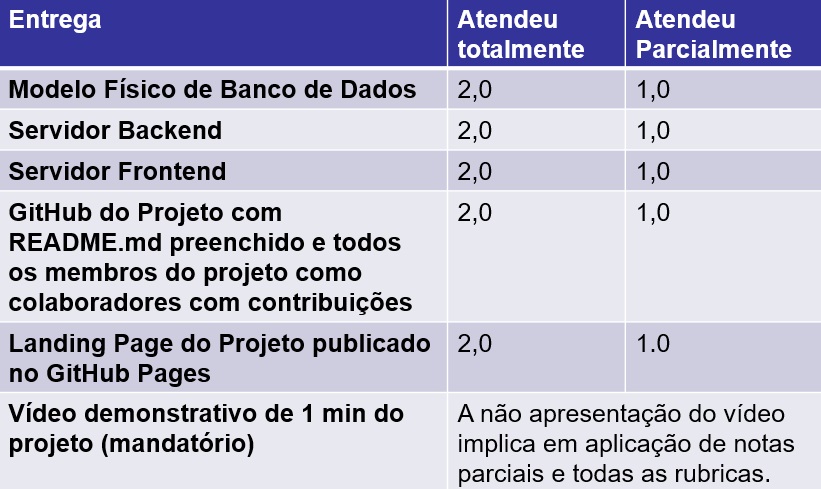 Entrega
Atendeu
totalmente
Atendeu
Parcialmente
Modelo Físico de Banco de Dados
2,0
1,0
Servidor Backend
2,0
1,0
Servidor Frontend
2,0
1,0
GitHub do Projeto com
README.md preenchido e todos
os membros do projeto como
colaboradores com contribuições
2,0
1,0
Landing Page do Projeto publicado
no GitHub Pages
2,0
1.0
Vídeo demonstrativo de 1 min do
projeto (mandatório)
A não apresentação do vídeo
implica em aplicação de notas
parciais e todas as rubricas.